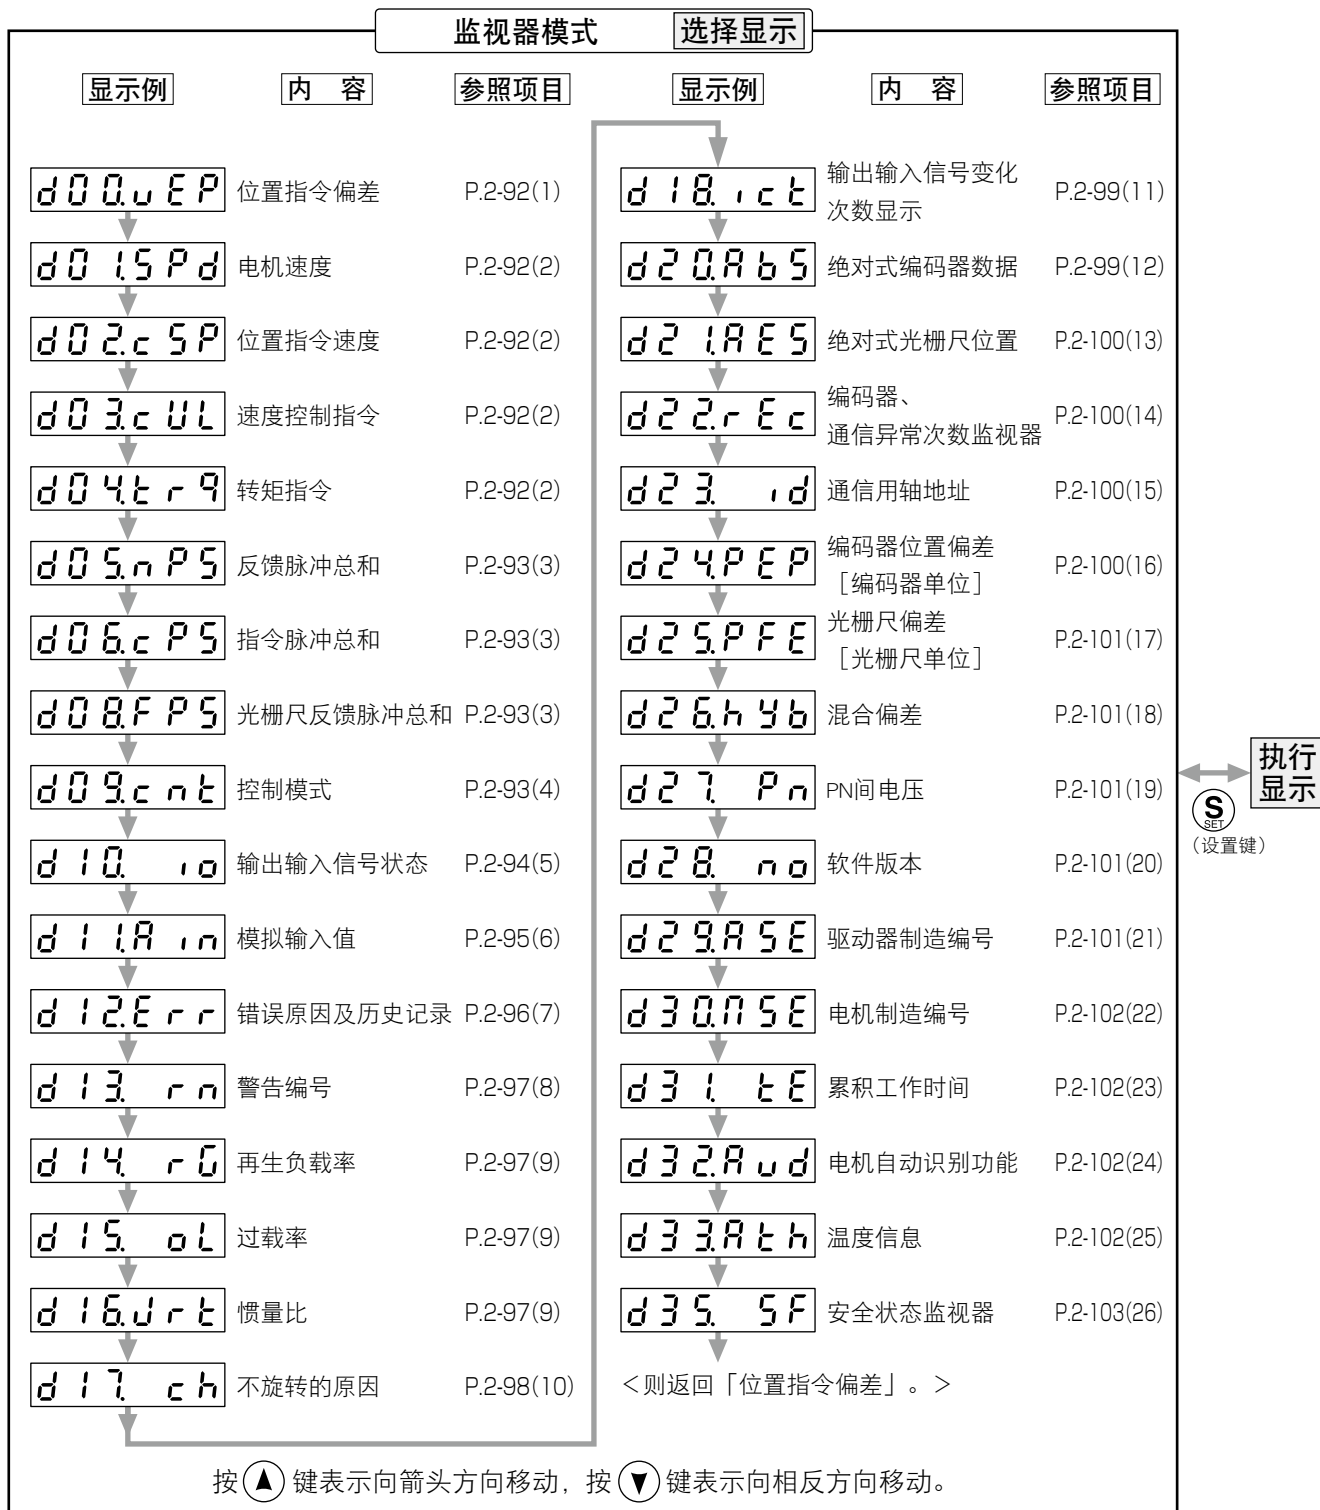 监视器模式 选择显示
显示例 内 容 参照项目
d00.uEP 位置指令偏差 P.2-92(1)
d01.SPd 电机速度 P.2-92(2)
d02.cSP 位置指令速度 P.2-92(2)
d03.cUL 速度控制指令 P.2-92(2)
d04.trq 转矩指令 P.2-92(2)
d05.nPS 反馈脉冲总和 P.2-93(3)
d06.cPS 指令脉冲总和 P.2-93(3)
d08.FPS 光栅尺反馈脉冲总和 P.2-93(3)
d09.cnt 控制模式 P.2-93(4)
d10. io 输出输入信号状态 P.2-94(5)
d11.Ain 模拟输入值 P.2-95(6)
d12.Err 错误原因及历史记录 P.2-96(7)
d13. rn 警告编号 P.2-97(8)
d14. rG 再生负载率 P.2-97(9)
d15. oL 过载率 P.2-97(9)
d16.Jrt 惯量比 P.2-97(9)
d17. ch 不旋转的原因 P.2-98(10)
显示例 内 容 参照项目
d18.ict 输出输入信号变化 P.2-99(11)
次数显示
d20.AbS 绝对式编码器数据 P.2-99(12)
d21.AES 绝对式光栅尺位置 P.2-100(13)
d22.rEc 编码器、 P.2-100(14)
通信异常次数监视器
d23. id 通信用轴地址 P.2-100(15)
d24.PEP 编码器位置偏差 P.2-100(16)
［编码器单位］
d25.PFE 光栅尺偏差 P.2-101(17)
［光栅尺单位］
d26.hyb 混合偏差 P.2-101(18)
d27. Pn PN间电压 P.2-101(19)
d28. no 软件版本 P.2-101(20)
d29.ASE 驱动器制造编号 P.2-101(21)
d30.MSE 电机制造编号 P.2-102(22)
d31. tE 累积工作时间 P.2-102(23)
d32.Aud 电机自动识别功能 P.2-102(24)
d33.Ath 温度信息 P.2-102(25)
d35. SF 安全状态监视器 P.2-103(26)
＜则返回「位置指令偏差」。＞
按▲键表示向箭头方向移动，按▼键表示向相反方向移动。
执行
显示
S
SET
（设置键）